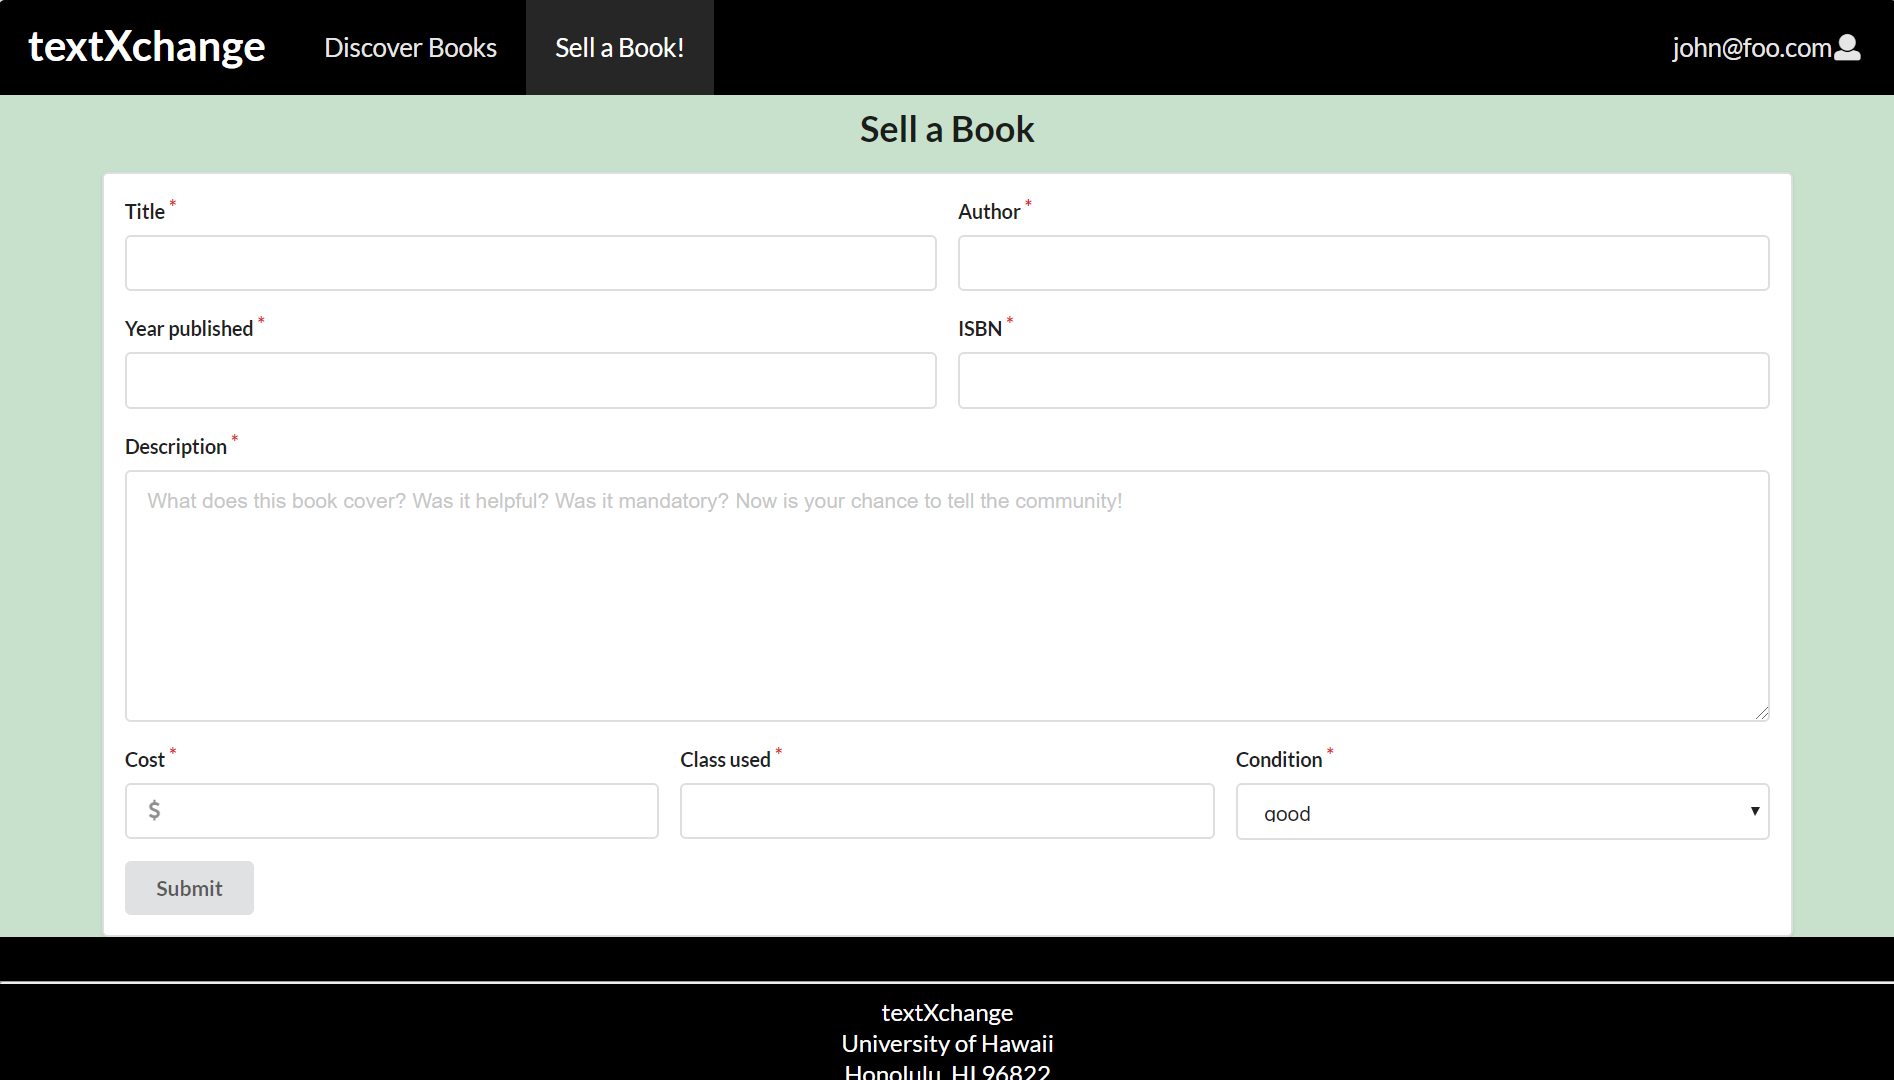 textXchange Discover Books Sell a Book! john@foo.com
Sell a Book
Title * Author *
Year published * ISBN *
Description *
What does this book cover? Was it helpful? Was it mandatory? Now is your chance to tell the community!
Cost * Class used * Condition *
$ good
Submit
textXchange
University of Hawaii
Honolulu, HI 96822